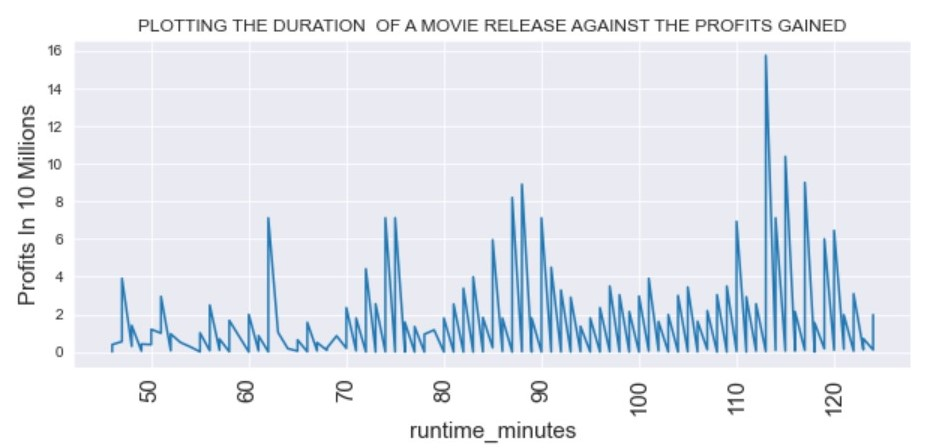 PLOTTING THE DURATION  OF A MOVIE RELEASE AGAINST THE PROFITS GAINED
Profits In 10 Millions
16
14
12
10
8
6
4
2
0
50 60 70 80 90 100 110 120
runtime_minutes